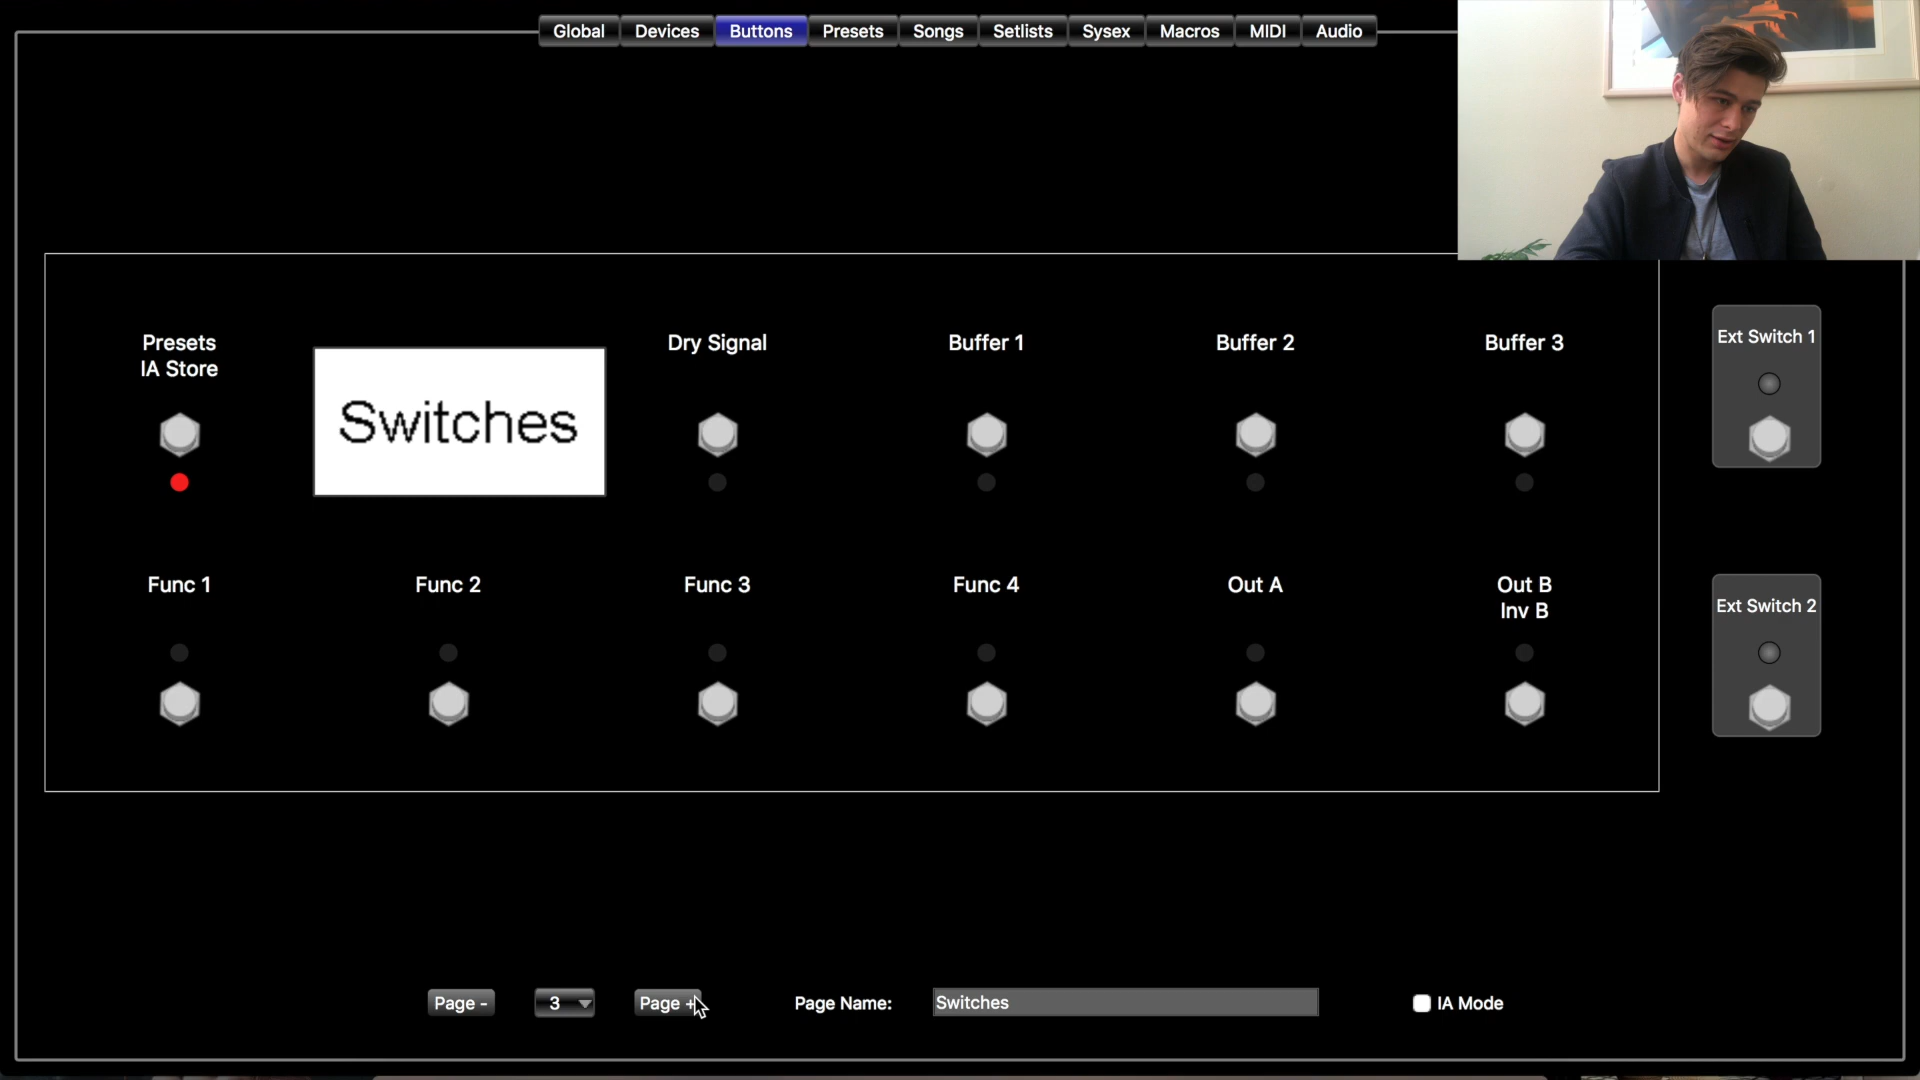 Global Devices Buttons Presets Songs Setlists Sysex Macros MIDI Audio
Presets
IA Store
Switches
Dry Signal
Buffer 1
Buffer 2
Buffer 3
Ext Switch 1
Func 1
Func 2
Func 3
Func 4
Out A
Out B
Inv B
Ext Switch 2
Page - 3 Page + Page Name: Switches IA Mode